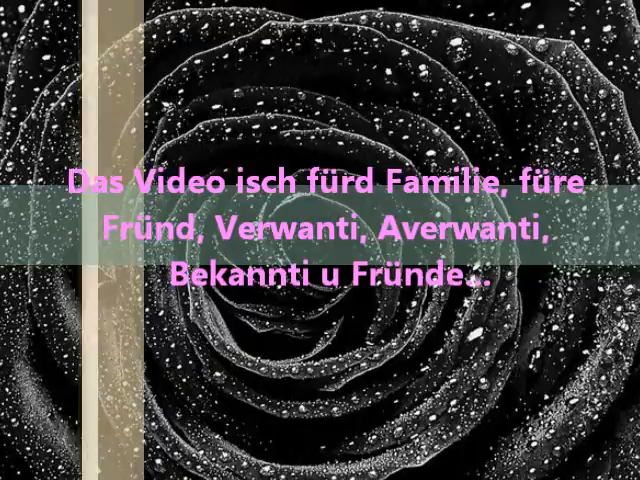 Das Video isch fürd Familie, füre
Fründ, Verwanti, Averwanti,
Bekannti u Fründe...